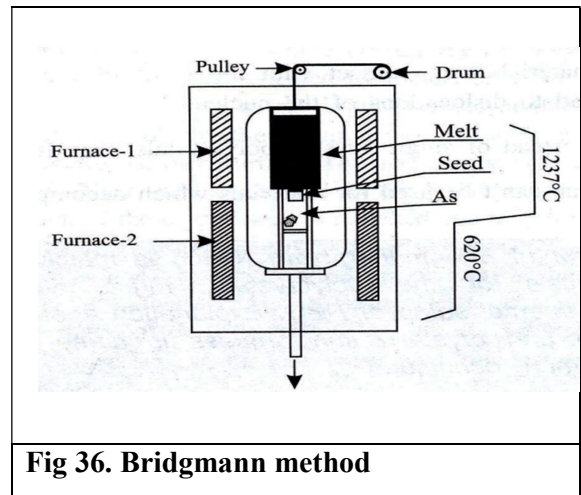 Pulley
Drum
Furnace-1
Melt
Seed
As
Furnace-2
1237°C
620°C
Fig 36. Bridgmann method